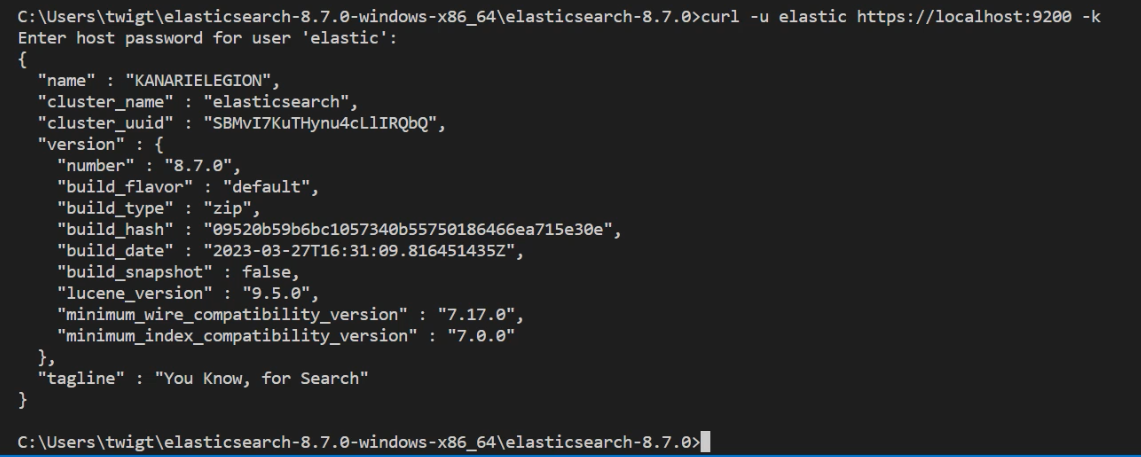 C:\Users\twigt\elasticsearch-8.7.0-windows-x86_64\elasticsearch-8.7.0>curl -u elastic https://localhost:9200 -k
Enter host password for user 'elastic':
{
  "name" : "KANARIELEGION",
  "cluster_name" : "elasticsearch",
  "cluster_uuid" : "SBMvI7KuTHynu4cLlIRQbQ",
  "version" : {
    "number" : "8.7.0",
    "build_flavor" : "default",
    "build_type" : "zip",
    "build_hash" : "09520b59b6bc1057340b55750186466ea715e30e",
    "build_date" : "2023-03-27T16:31:09.816451435Z",
    "build_snapshot" : false,
    "lucene_version" : "9.5.0",
    "minimum_wire_compatibility_version" : "7.17.0",
    "minimum_index_compatibility_version" : "7.0.0"
  },
  "tagline" : "You Know, for Search"
}
C:\Users\twigt\elasticsearch-8.7.0-windows-x86_64\elasticsearch-8.7.0>